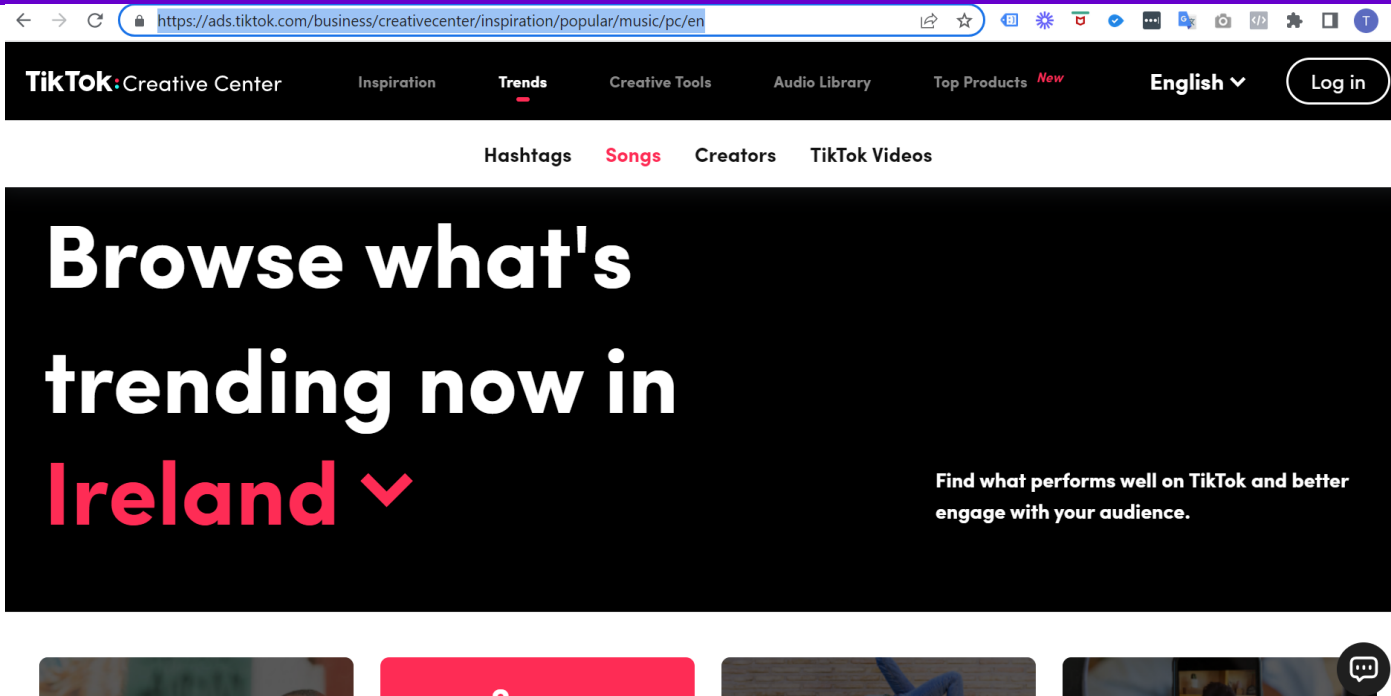 https://ads.tiktok.com/business/creativecenter/inspiration/popular/music/pc/en
TikTok:Creative Center
Inspiration
Trends
Creative Tools
Audio Library
Top Products New
English
Log in
Hashtags
Songs
Creators
TikTok Videos
Browse what's
trending now in
Ireland
Find what performs well on TikTok and better
engage with your audience.